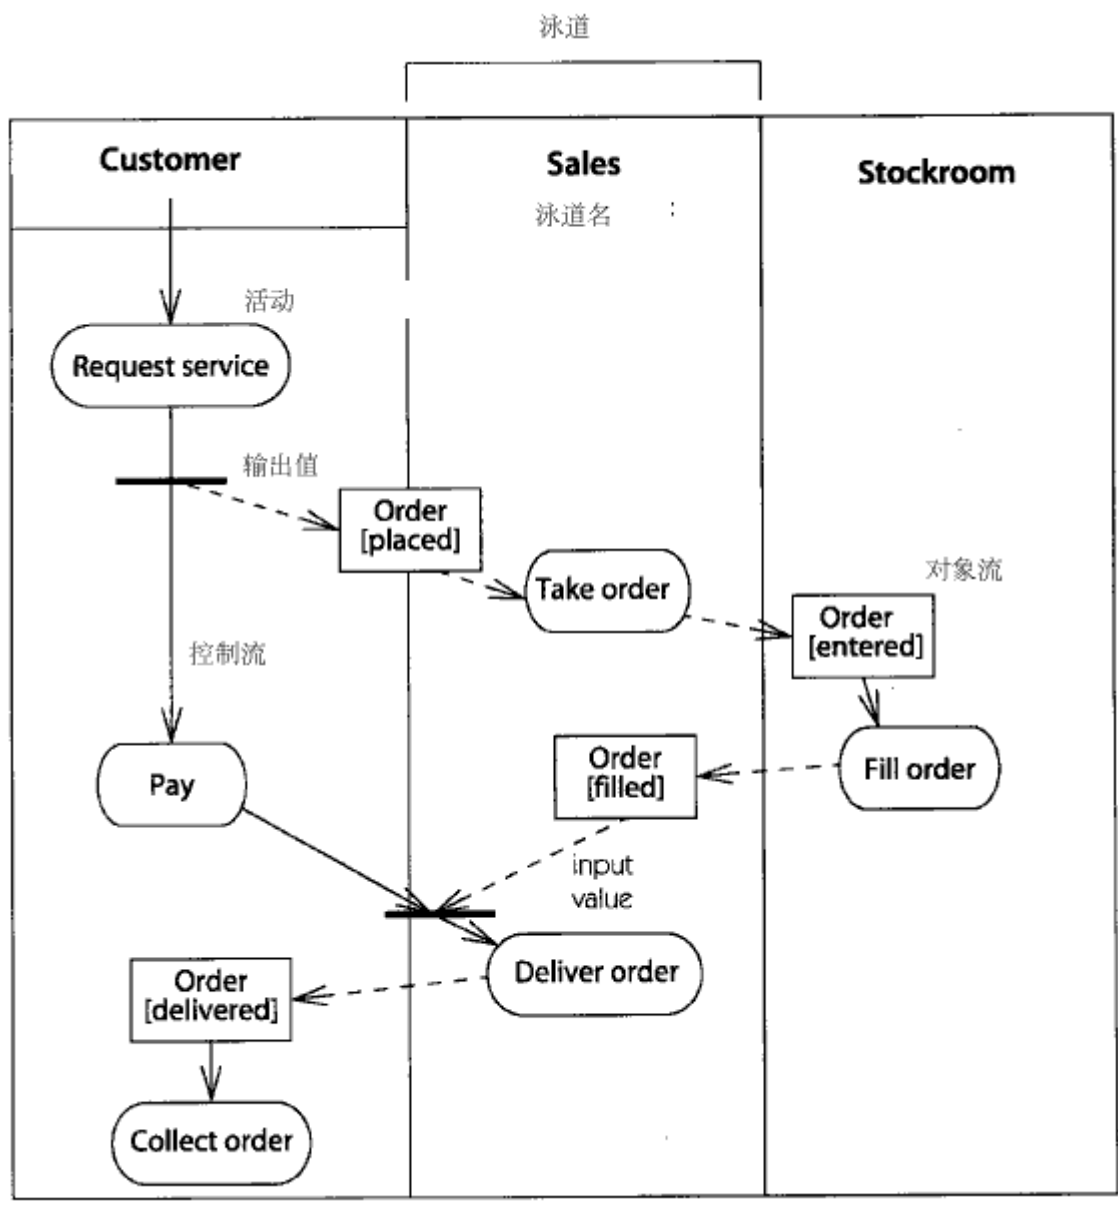 泳道
Customer
Sales
Stockroom
泳道名
活动
Request service
输出值
Order
[placed]
Take order
对象流
Order
[entered]
控制流
Pay
Order
[filled]
Fill order
input
value
Deliver order
Order
[delivered]
Collect order